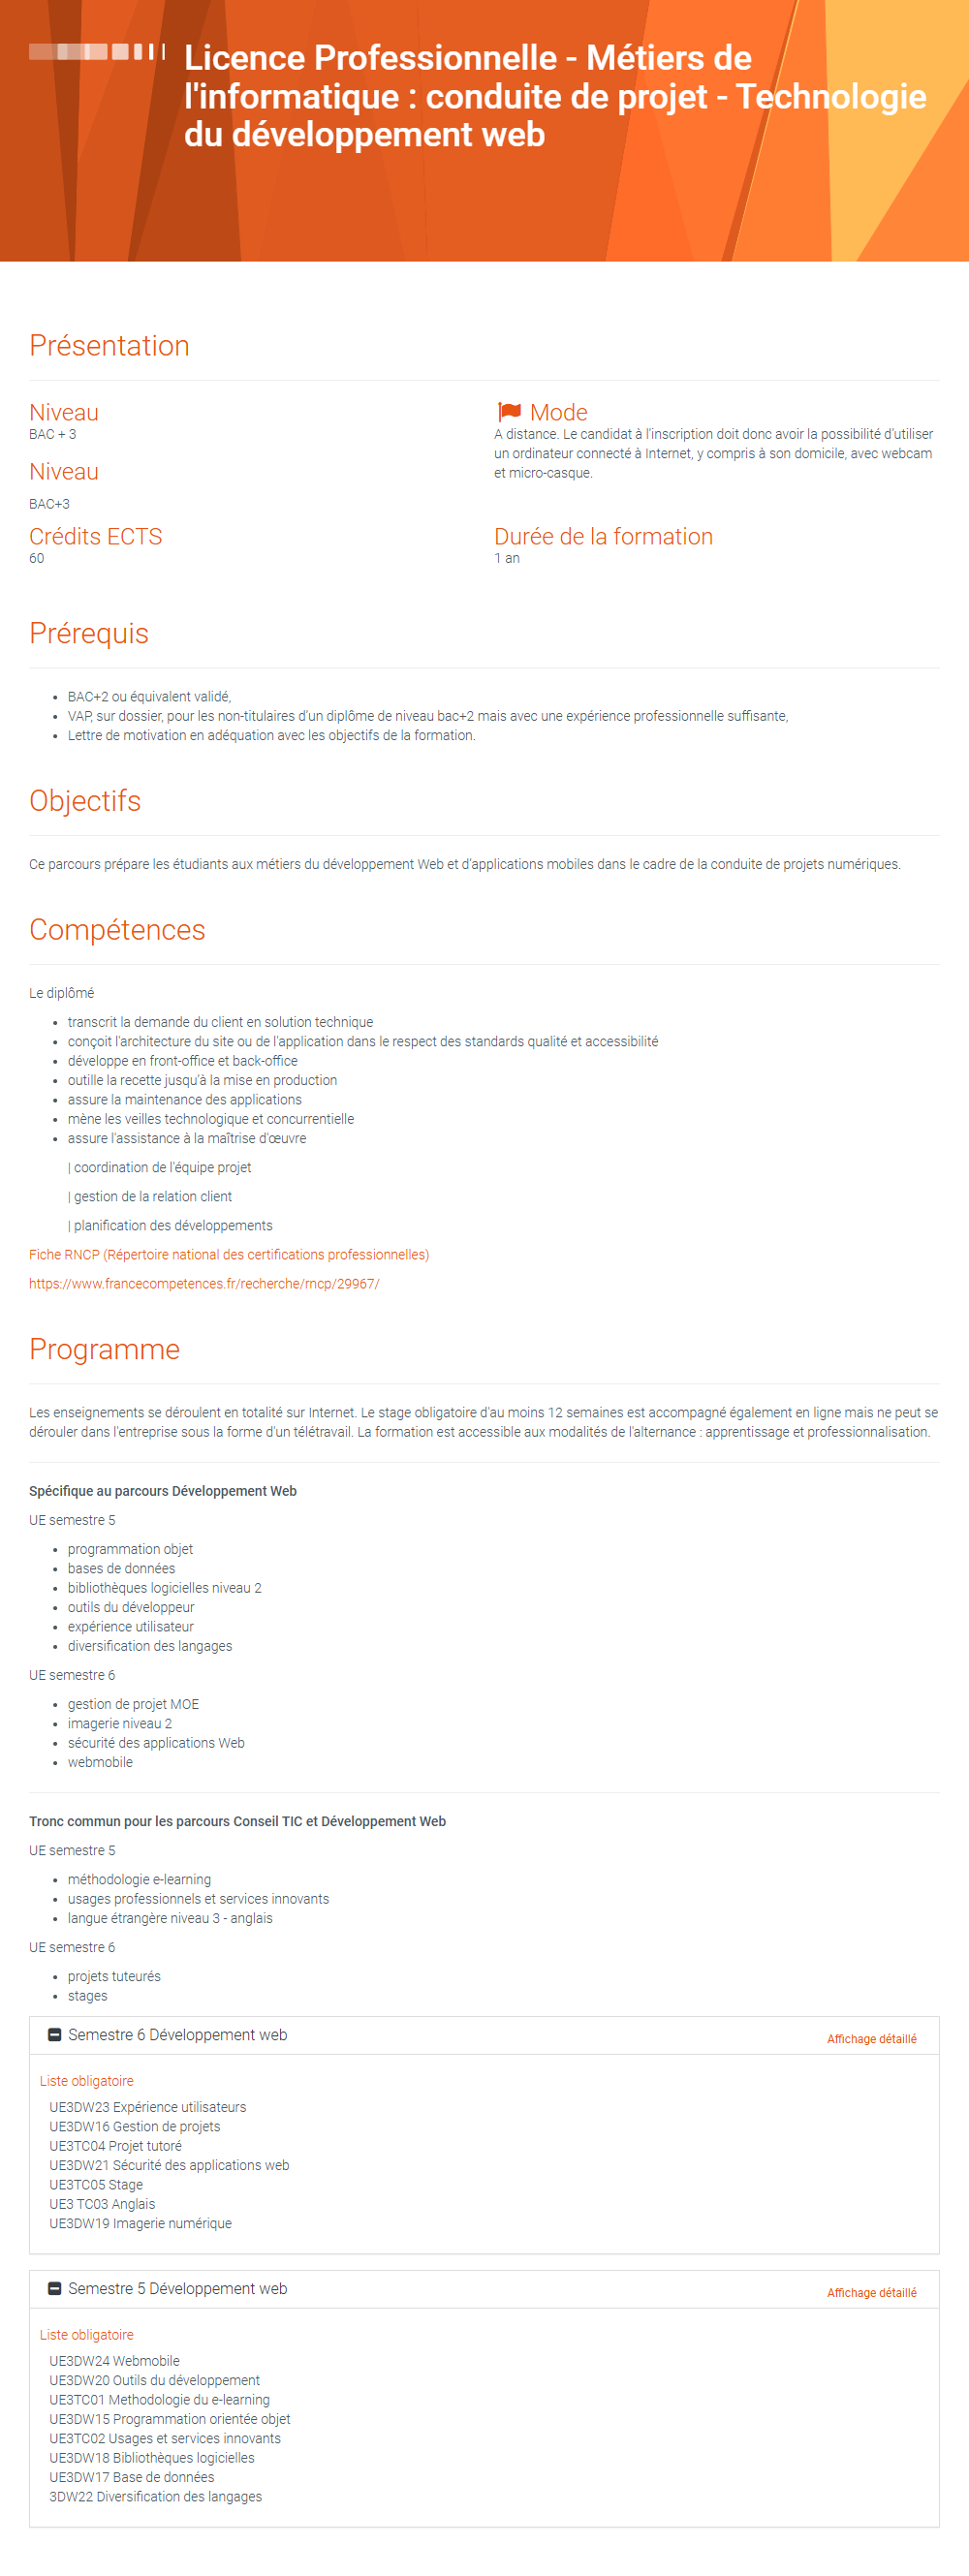 Licence Professionnelle - Métiers de
l'informatique : conduite de projet - Technologie
du développement web
Présentation
Niveau
BAC + 3
Mode
A distance. Le candidat à l'inscription doit donc avoir la possibilité d'utiliser
un ordinateur connecté à Internet, y compris à son domicile, avec webcam
et micro-casque.
Niveau
BAC+3
Crédits ECTS
60
Durée de la formation
1 an
Prérequis
• BAC+2 ou équivalent validé,
• VAP, sur dossier, pour les non-titulaires d'un diplôme de niveau bac+2 mais avec une expérience professionnelle suffisante,
• Lettre de motivation en adéquation avec les objectifs de la formation.
Objectifs
Ce parcours prépare les étudiants aux métiers du développement Web et d'applications mobiles dans le cadre de la conduite de projets numériques.
Compétences
Le diplômé
• transcrit la demande du client en solution technique
• conçoit l'architecture du site ou de l'application dans le respect des standards qualité et accessibilité
• développe en front-office et back-office
• outille la recette jusqu'à la mise en production
• assure la maintenance des applications
• mène les veilles technologique et concurrentielle
• assure l'assistance à la maîtrise d'œuvre
| coordination de l'équipe projet
| gestion de la relation client
| planification des développements
Fiche RNCP (Répertoire national des certifications professionnelles)
https://www.francecompetences.fr/recherche/rncp/29967/
Programme
Les enseignements se déroulent en totalité sur Internet. Le stage obligatoire d'au moins 12 semaines est accompagné également en ligne mais ne peut se
dérouler dans l'entreprise sous la forme d'un télétravail. La formation est accessible aux modalités de l'alternance : apprentissage et professionnalisation.
Spécifique au parcours Développement Web
UE semestre 5
• programmation objet
• bases de données
• bibliothèques logicielles niveau 2
• outils du développeur
• expérience utilisateur
• diversification des langages
UE semestre 6
• gestion de projet MOE
• imagerie niveau 2
• sécurité des applications Web
• webmobile
Tronc commun pour les parcours Conseil TIC et Développement Web
UE semestre 5
• méthodologie e-learning
• usages professionnels et services innovants
• langue étrangère niveau 3 - anglais
UE semestre 6
• projets tuteurés
• stages
Semestre 6 Développement web
Affichage détaillé
Liste obligatoire
UE3DW23 Expérience utilisateurs
UE3DW16 Gestion de projets
UE3TC04 Projet tutoré
UE3DW21 Sécurité des applications web
UE3TC05 Stage
UE3 TC03 Anglais
UE3DW19 Imagerie numérique
Semestre 5 Développement web
Affichage détaillé
Liste obligatoire
UE3DW24 Webmobile
UE3DW20 Outils du développement
UE3TC01 Methodologie du e-learning
UE3DW15 Programmation orientée objet
UE3TC02 Usages et services innovants
UE3DW18 Bibliothèques logicielles
UE3DW17 Base de données
3DW22 Diversification des langages